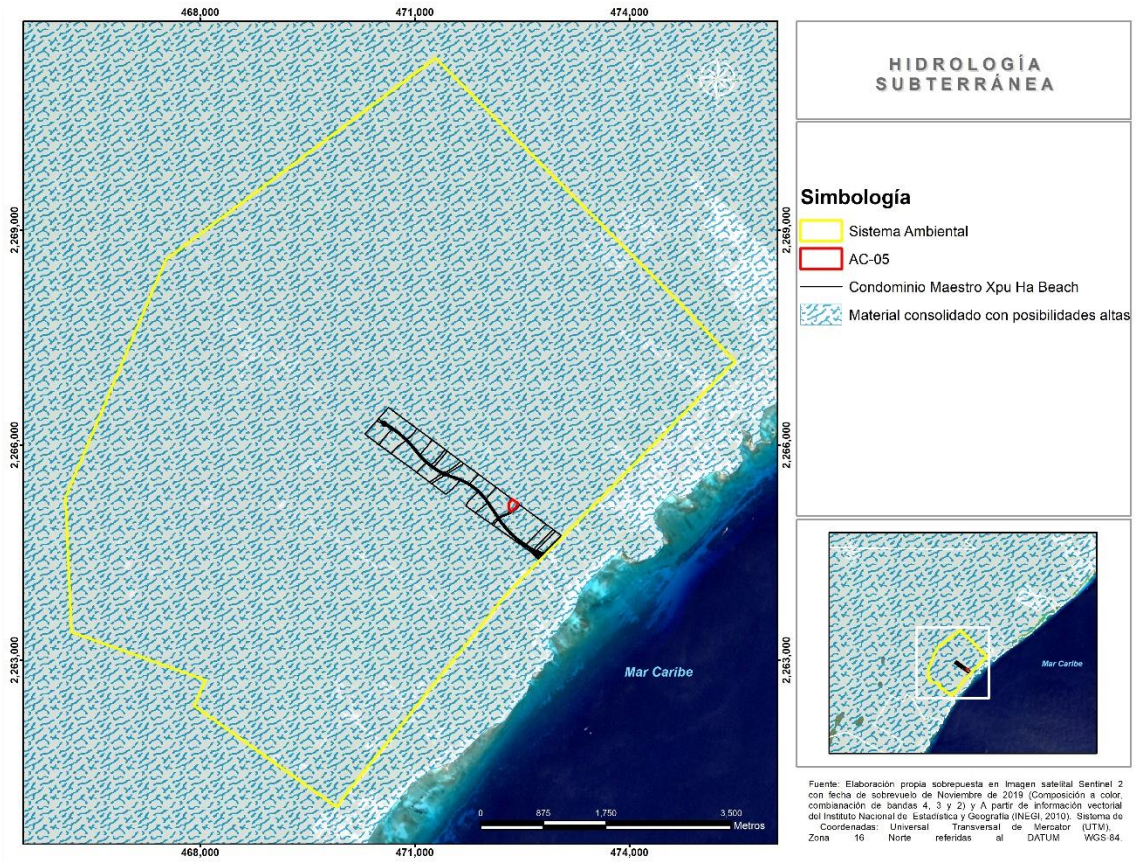 468,000 471,000 474,000
2,269,000 2,269,000
2,266,000 2,266,000
2,263,000 2,263,000
Mar Caribe
0 875 1,750 3,500
Metros
468,000 471,000 474,000
HIDROLOGÍA
SUBTERRÁNEA
Simbología
Sistema Ambiental
AC-05
Condominio Maestro Xpu Ha Beach
Material consolidado con posibilidades altas
Mar Caribe
Fuente: Elaboración propia sobrepuesta en Imagen satelital Sentinel 2
con fecha de sobrevuelo de Noviembre de 2019 (Composición a color,
combianación de bandas 4, 3 y 2) y A partir de información vectorial
del Instituto Nacional de Estadística y Geografía (INEGI, 2010). Sistema de
Coordenadas: Universal Transversal de Mercator (UTM),
Zona 16 Norte referidas al DATUM WGS-84.